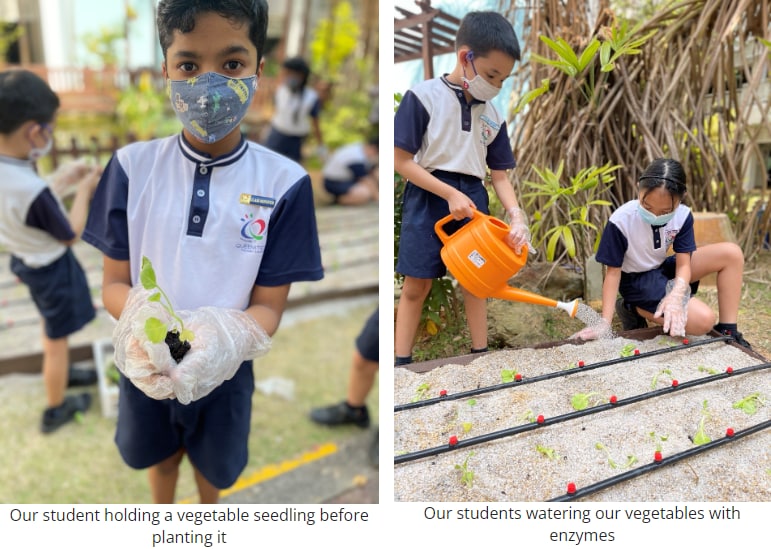 Our student holding a vegetable seedling before
planting it
Our students watering our vegetables with
enzymes